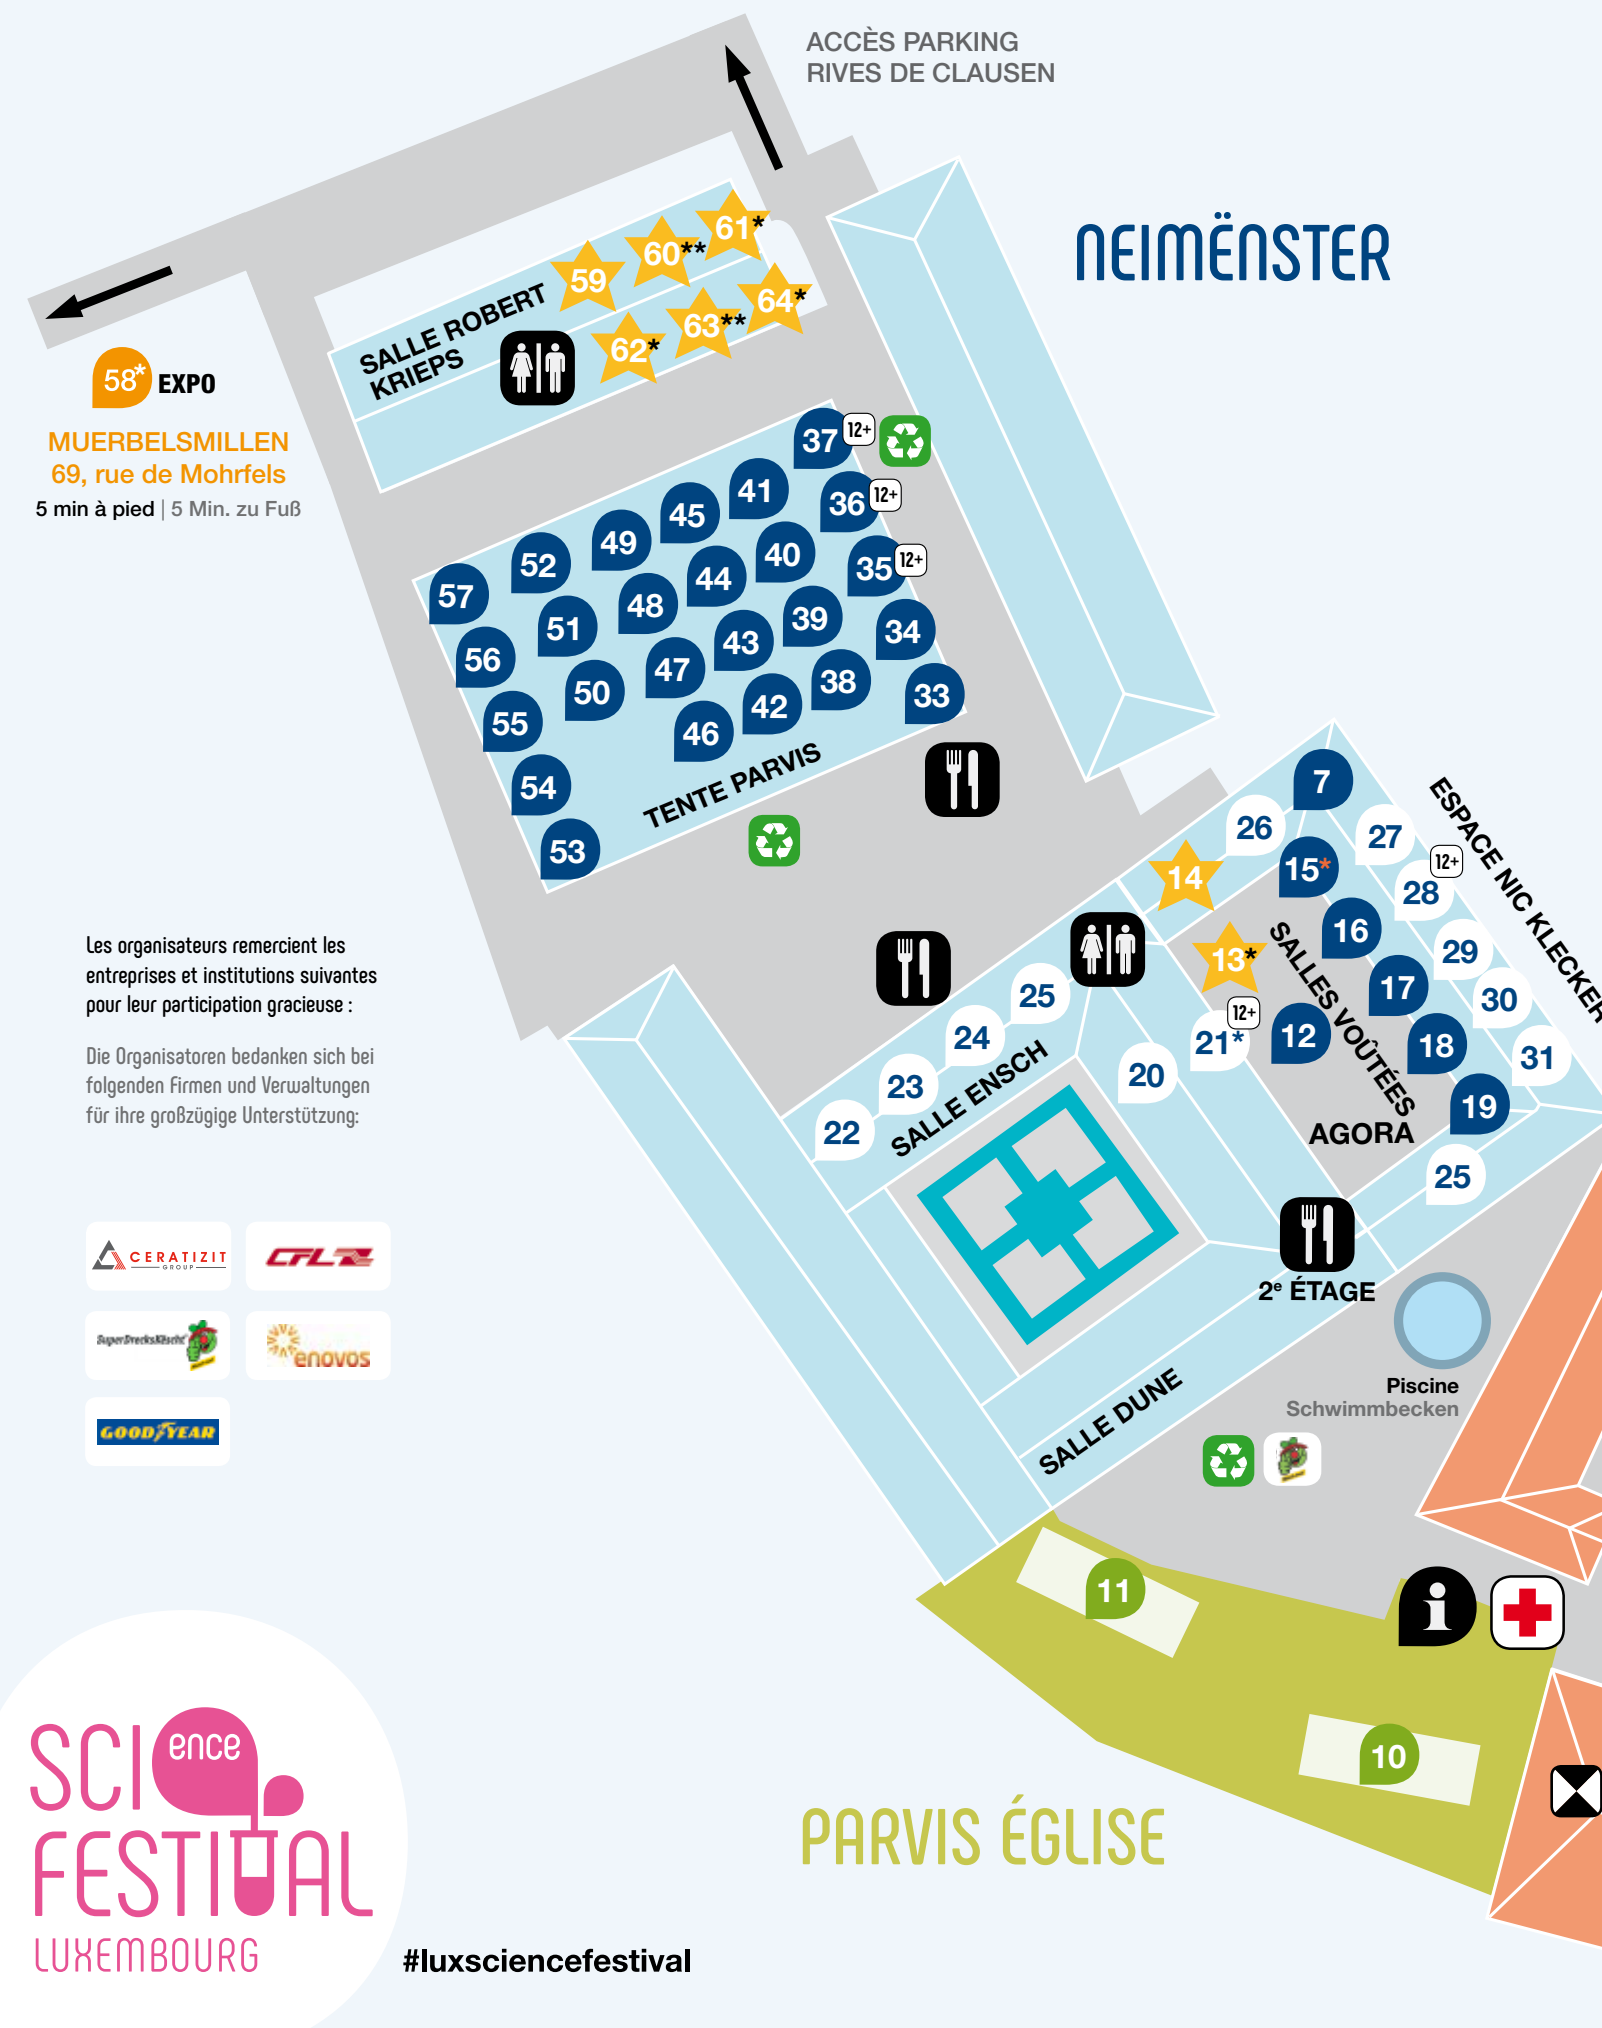 ACCÈS PARKING
RIVES DE CLAUSEN
NEIMËNSTER
61*
60**
59
64*
63**
62*
SALLE ROBERT
KRIEPS
58* EXPO
MUERBELSMILLEN
69, rue de Mohrfels
5 min à pied | 5 Min. zu Fuß
37 12+
41
36 12+
45
49
40
35 12+
52
44
57
48
39
34
51
43
56
47
38
33
50
42
55
46
54
53
TENTE PARVIS
7
26
27
14
15*
28 12+
ESPACE NIC KLECKER
16
29
13*
SALLES VOÛTÉES
17
30
25
12+
21*
12
24
18
31
20
23
19
22
SALLE ENSCH
AGORA
25
2e ÉTAGE
Piscine
Schwimmbecken
SALLE DUNE
Les organisateurs remercient les
entreprises et institutions suivantes
pour leur participation gracieuse :
Die Organisatoren bedanken sich bei
folgenden Firmen und Verwaltungen
für ihre großzügige Unterstützung:
CERATIZIT
GROUP
CFL
SuperDrecksKëscht
enovos
GOODYEAR
11
i
10
PARVIS ÉGLISE
SCIence
FESTIVAL
LUXEMBOURG
#luxsciencefestival